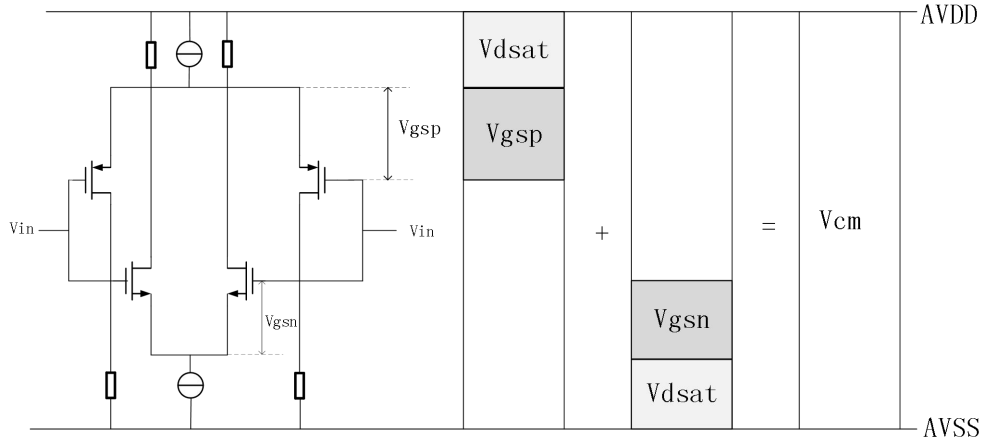 AVDD
Vdsat
Vgsp
Vgsp
Vin
Vin
+
=
Vcm
Vgsn
Vgsn
Vdsat
AVSS